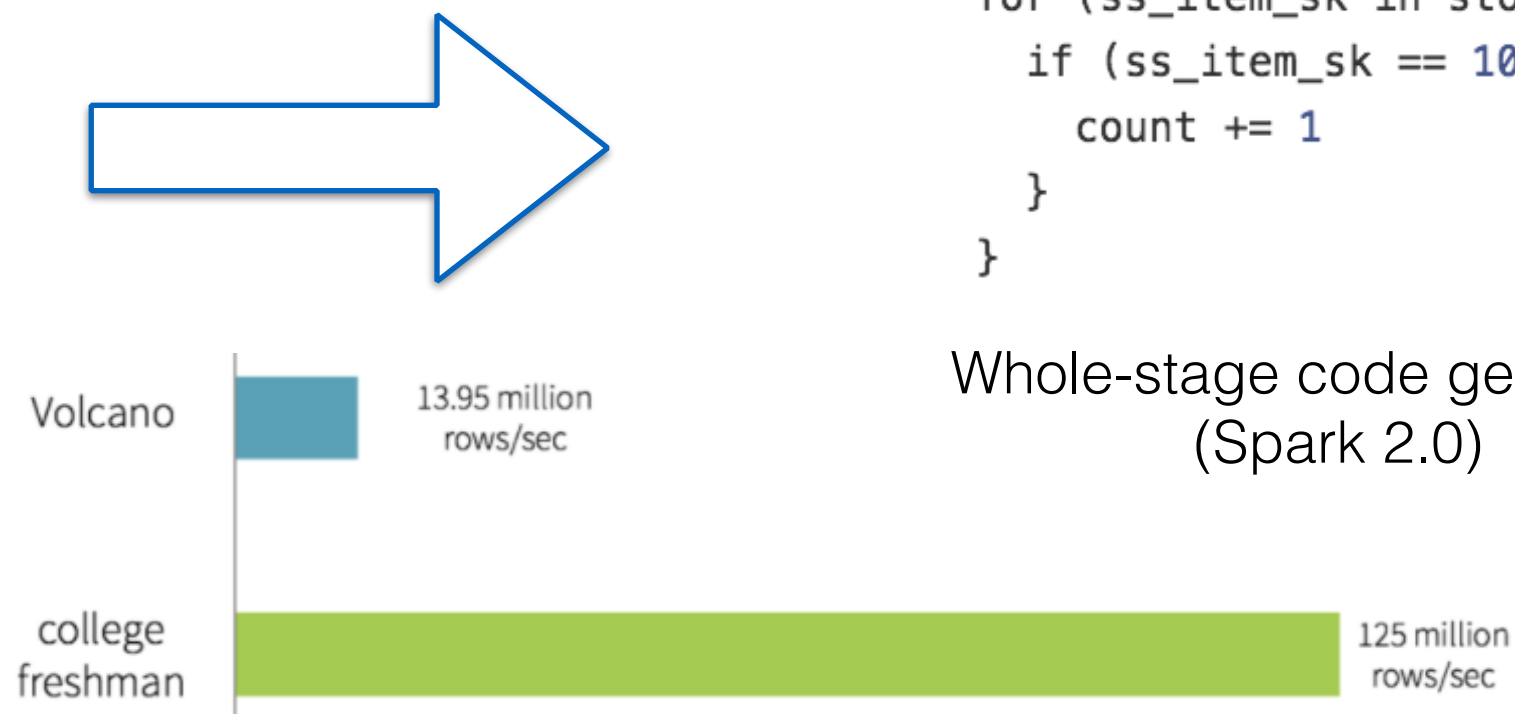 if (ss_item_sk == 10
count += 1
}
}
Whole-stage code ge
(Spark 2.0)
Volcano
13.95 million
rows/sec
college
freshman
125 million
rows/sec